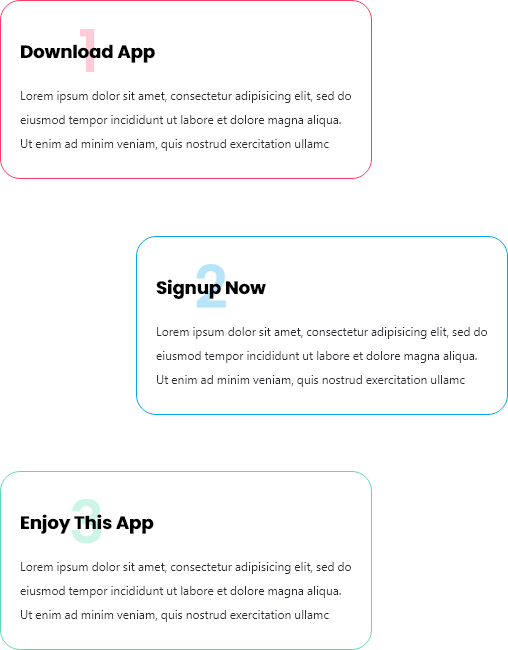 1
Download App
Lorem ipsum dolor sit amet, consectetur adipisicing elit, sed do
eiusmod tempor incididunt ut labore et dolore magna aliqua.
Ut enim ad minim veniam, quis nostrud exercitation ullamc
2
Signup Now
Lorem ipsum dolor sit amet, consectetur adipisicing elit, sed do
eiusmod tempor incididunt ut labore et dolore magna aliqua.
Ut enim ad minim veniam, quis nostrud exercitation ullamc
3
Enjoy This App
Lorem ipsum dolor sit amet, consectetur adipisicing elit, sed do
eiusmod tempor incididunt ut labore et dolore magna aliqua.
Ut enim ad minim veniam, quis nostrud exercitation ullamc